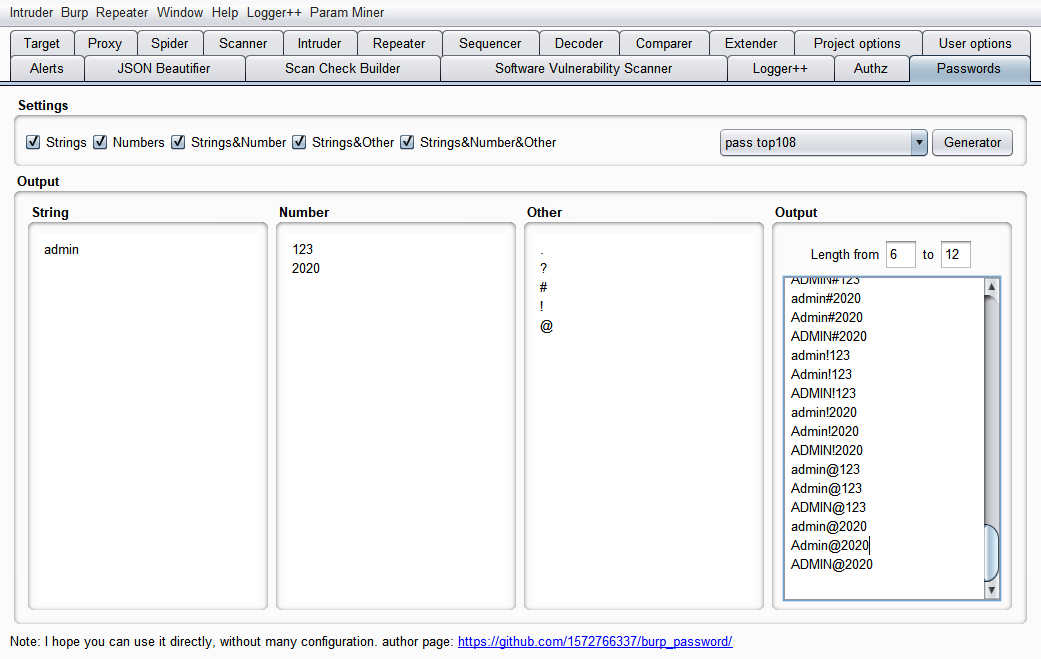 Intruder Burp Repeater Window Help Logger++ Param Miner
Target Proxy Spider Scanner Intruder Repeater Sequencer Decoder Comparer Extender Project options User options
Alerts JSON Beautifier Scan Check Builder Software Vulnerability Scanner Logger++ Authz Passwords
Settings
Strings Numbers Strings&Number Strings&Other Strings&Number&Other pass top108 Generator
Output
String
admin
Number
123
2020
Other
.
?
#
!
@
Output
Length from 6 to 12
ADMIN#123
admin#2020
Admin#2020
ADMIN#2020
admin!123
Admin!123
ADMIN!123
admin!2020
Admin!2020
ADMIN!2020
admin@123
Admin@123
ADMIN@123
admin@2020
Admin@2020
ADMIN@2020
Note: I hope you can use it directly, without many configuration. author page: https://github.com/1572766337/burp_password/